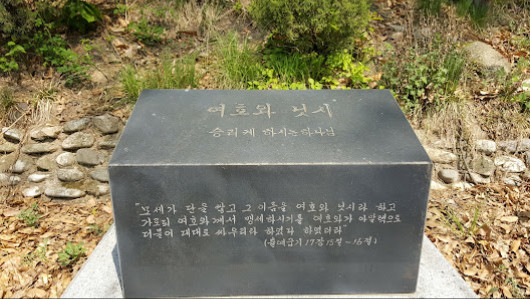 여호와 닛시
승리케 하시는 하나님
"모세가 단을 쌓고 그 이름을 여호와 닛시라 하고
가로되 여호와께서 맹세하시기를 여호와가 아말렉으로
더불어 대대로 싸우리라 하셨다 하였더라"
(출애굽기 17장 15절~16절)